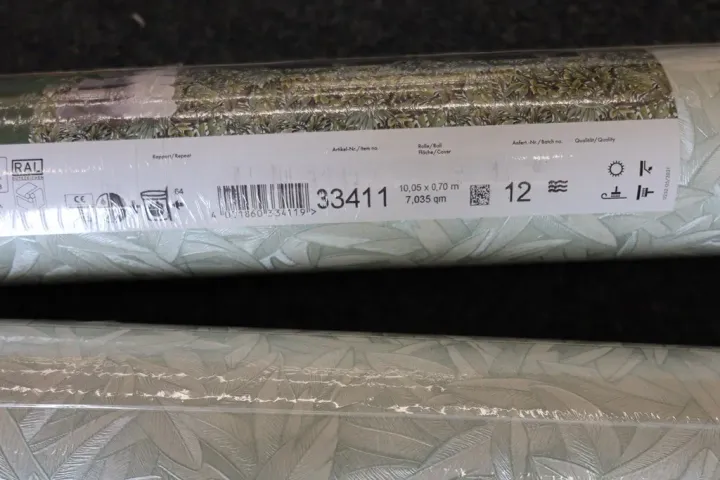 RAL
Rapport/Repeat
64
Artikel-Nr./Item no.
33411
Rolle/Roll
Fläche/Cover
10,05 x 0,70 m
7,035 qm
Anfert.-Nr./Batch no.
12
Qualität/Quality
CE